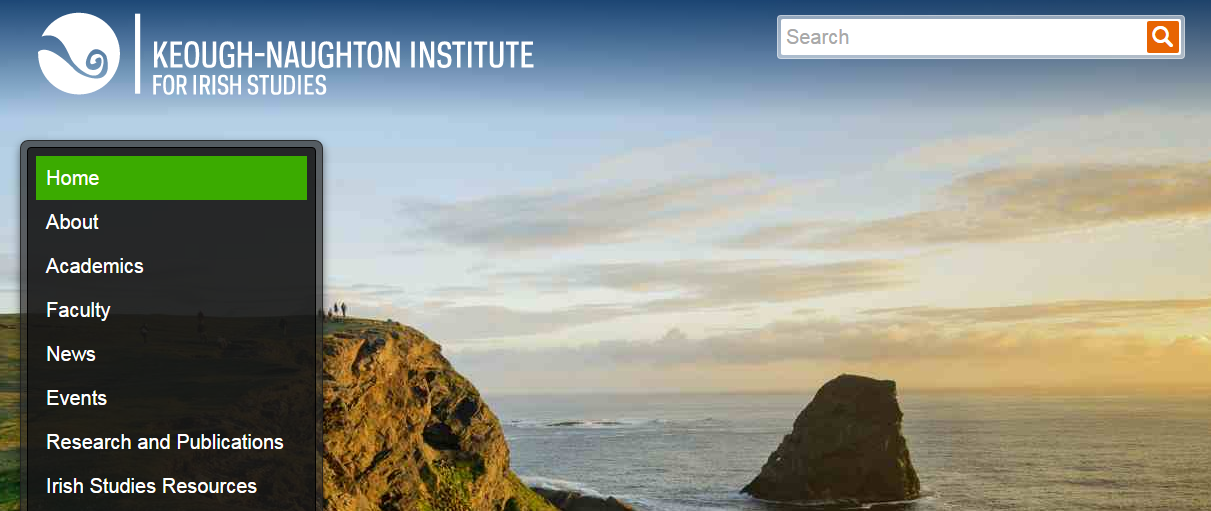 KEOUGH-NAUGHTON INSTITUTE
FOR IRISH STUDIES
Search
Home
About
Academics
Faculty
News
Events
Research and Publications
Irish Studies Resources